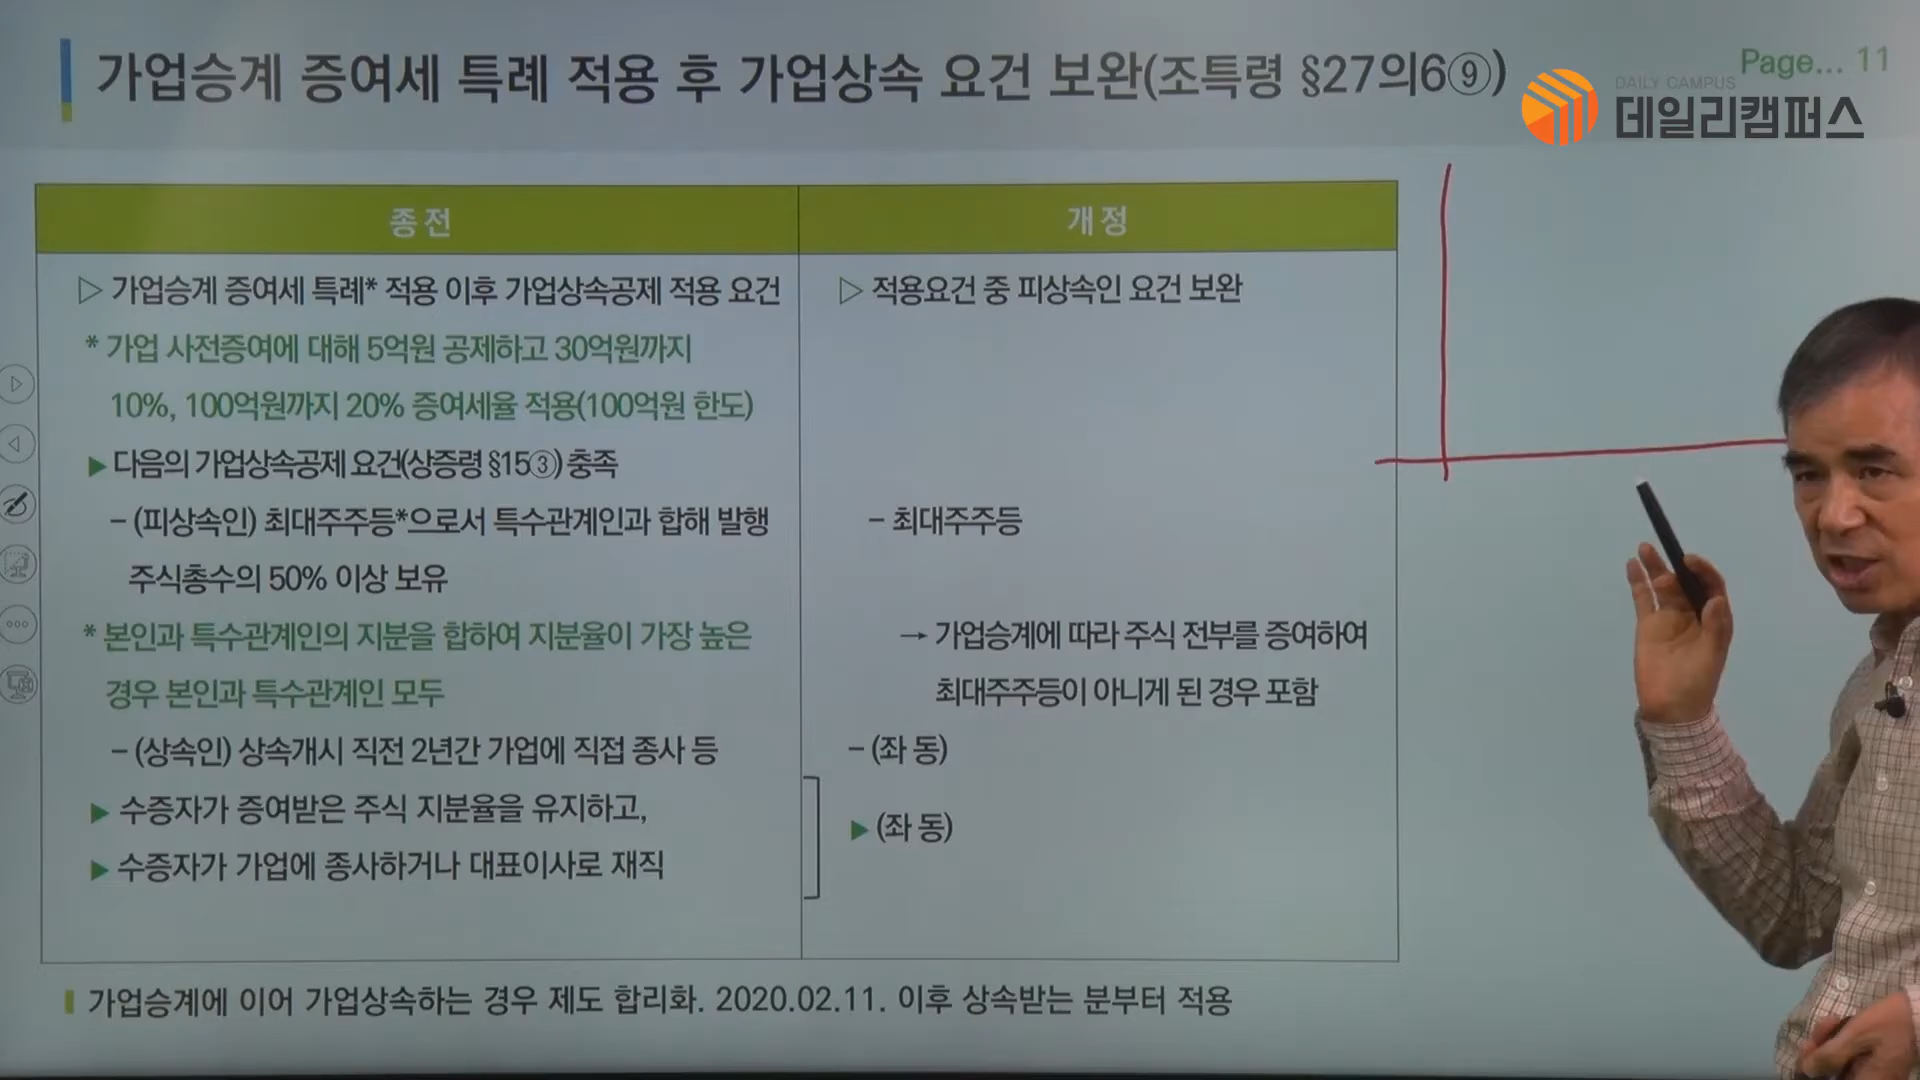 가업승계 증여세 특례 적용 후 가업상속 요건 보완(조특령 §27의6⑨)
Page... 11
DAILY CAMPUS
데일리캠퍼스
종전
개정
▷ 가업승계 증여세 특례* 적용 이후 가업상속공제 적용 요건
* 가업 사전증여에 대해 5억원 공제하고 30억원까지
10%, 100억원까지 20% 증여세율 적용(100억원 한도)
▶ 다음의 가업상속공제 요건(상증령 §15③) 충족
– (피상속인) 최대주주등*으로서 특수관계인과 합해 발행
주식총수의 50% 이상 보유
* 본인과 특수관계인의 지분을 합하여 지분율이 가장 높은
경우 본인과 특수관계인 모두
– (상속인) 상속개시 직전 2년간 가업에 직접 종사 등
▶ 수증자가 증여받은 주식 지분율을 유지하고,
▶ 수증자가 가업에 종사하거나 대표이사로 재직
▷ 적용요건 중 피상속인 요건 보완
– 최대주주등
→ 가업승계에 따라 주식 전부를 증여하여
최대주주등이 아니게 된 경우 포함
– (좌 동)
▶ (좌 동)
가업승계에 이어 가업상속하는 경우 제도 합리화. 2020.02.11. 이후 상속받는 분부터 적용